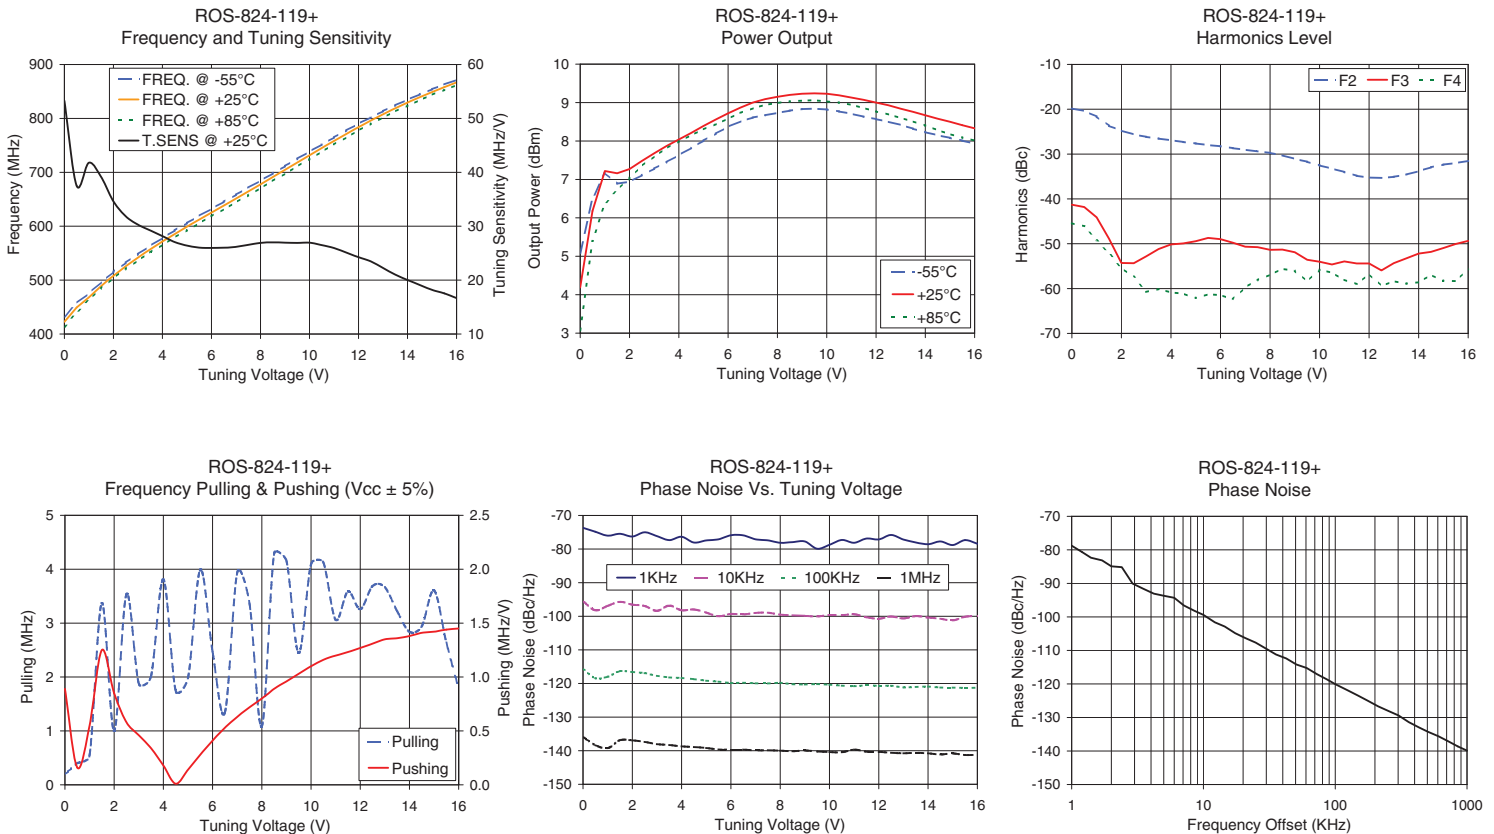 ROS-824-119+
Frequency and Tuning Sensitivity
900
800
700
600
500
400
Frequency (MHz)
FREQ. @ -55°C
FREQ. @ +25°C
FREQ. @ +85°C
T.SENS @ +25°C
60
50
40
30
20
10
Tuning Sensitivity (MHz/V)
0 2 4 6 8 10 12 14 16
Tuning Voltage (V)
ROS-824-119+
Power Output
10
9
8
7
6
5
4
3
Output Power (dBm)
-55°C
+25°C
+85°C
0 2 4 6 8 10 12 14 16
Tuning Voltage (V)
ROS-824-119+
Harmonics Level
-10
-20
-30
-40
-50
-60
-70
Harmonics (dBc)
F2 F3 F4
0 2 4 6 8 10 12 14 16
Tuning Voltage (V)
ROS-824-119+
Frequency Pulling & Pushing (Vcc ± 5%)
5
4
3
2
1
0
Pulling (MHz)
Pulling
Pushing
2.5
2.0
1.5
1.0
0.5
0.0
Pushing (MHz/V)
0 2 4 6 8 10 12 14 16
Tuning Voltage (V)
ROS-824-119+
Phase Noise Vs. Tuning Voltage
-70
-80
-90
-100
-110
-120
-130
-140
-150
Phase Noise (dBc/Hz)
1KHz 10KHz 100KHz 1MHz
0 2 4 6 8 10 12 14 16
Tuning Voltage (V)
ROS-824-119+
Phase Noise
-70
-80
-90
-100
-110
-120
-130
-140
-150
Phase Noise (dBc/Hz)
1 10 100 1000
Frequency Offset (KHz)